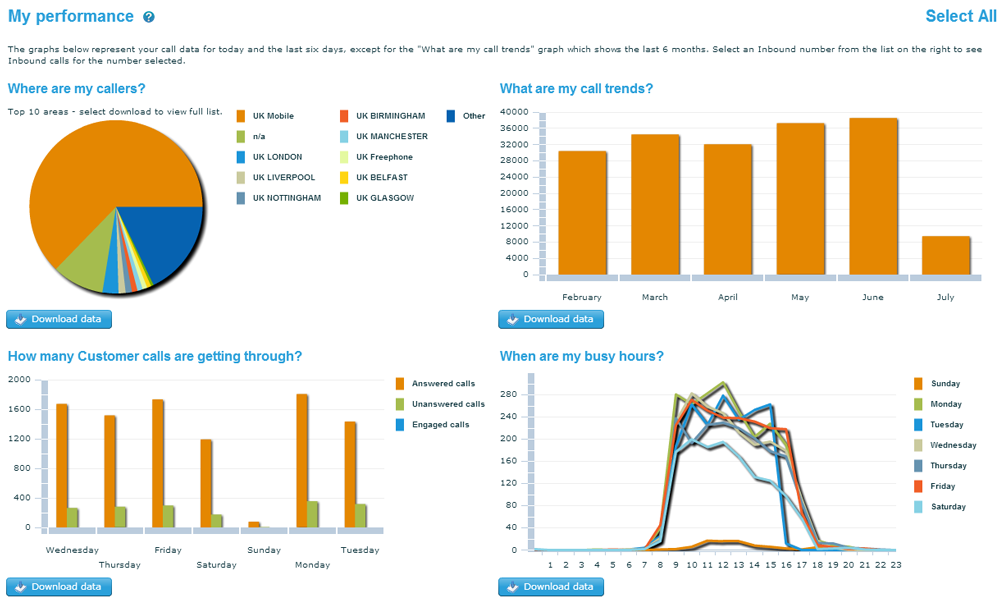 My performance ?
Select All
The graphs below represent your call data for today and the last six days, except for the "What are my call trends" graph which shows the last 6 months. Select an Inbound number from the list on the right to see
Inbound calls for the number selected.
Where are my callers?
Top 10 areas - select download to view full list.
UK Mobile
n/a
UK LONDON
UK LIVERPOOL
UK NOTTINGHAM
UK BIRMINGHAM
UK MANCHESTER
UK Freephone
UK BELFAST
UK GLASGOW
Other
Download data
What are my call trends?
40000
36000
32000
28000
24000
20000
16000
12000
8000
4000
0
February March April May June July
Download data
How many Customer calls are getting through?
2000
1600
1200
800
400
0
Wednesday Friday Sunday Tuesday
Thursday Saturday Monday
Answered calls
Unanswered calls
Engaged calls
Download data
When are my busy hours?
280
240
200
160
120
80
40
0
1 2 3 4 5 6 7 8 9 10 11 12 13 14 15 16 17 18 19 20 21 22 23
Sunday
Monday
Tuesday
Wednesday
Thursday
Friday
Saturday
Download data